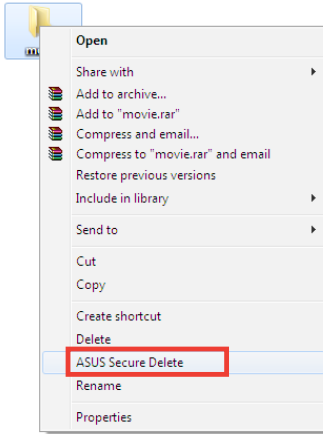 Open
Share with
Add to archive...
Add to "movie.rar"
Compress and email...
Compress to "movie.rar" and email
Restore previous versions
Include in library
Send to
Cut
Copy
Create shortcut
Delete
ASUS Secure Delete
Rename
Properties